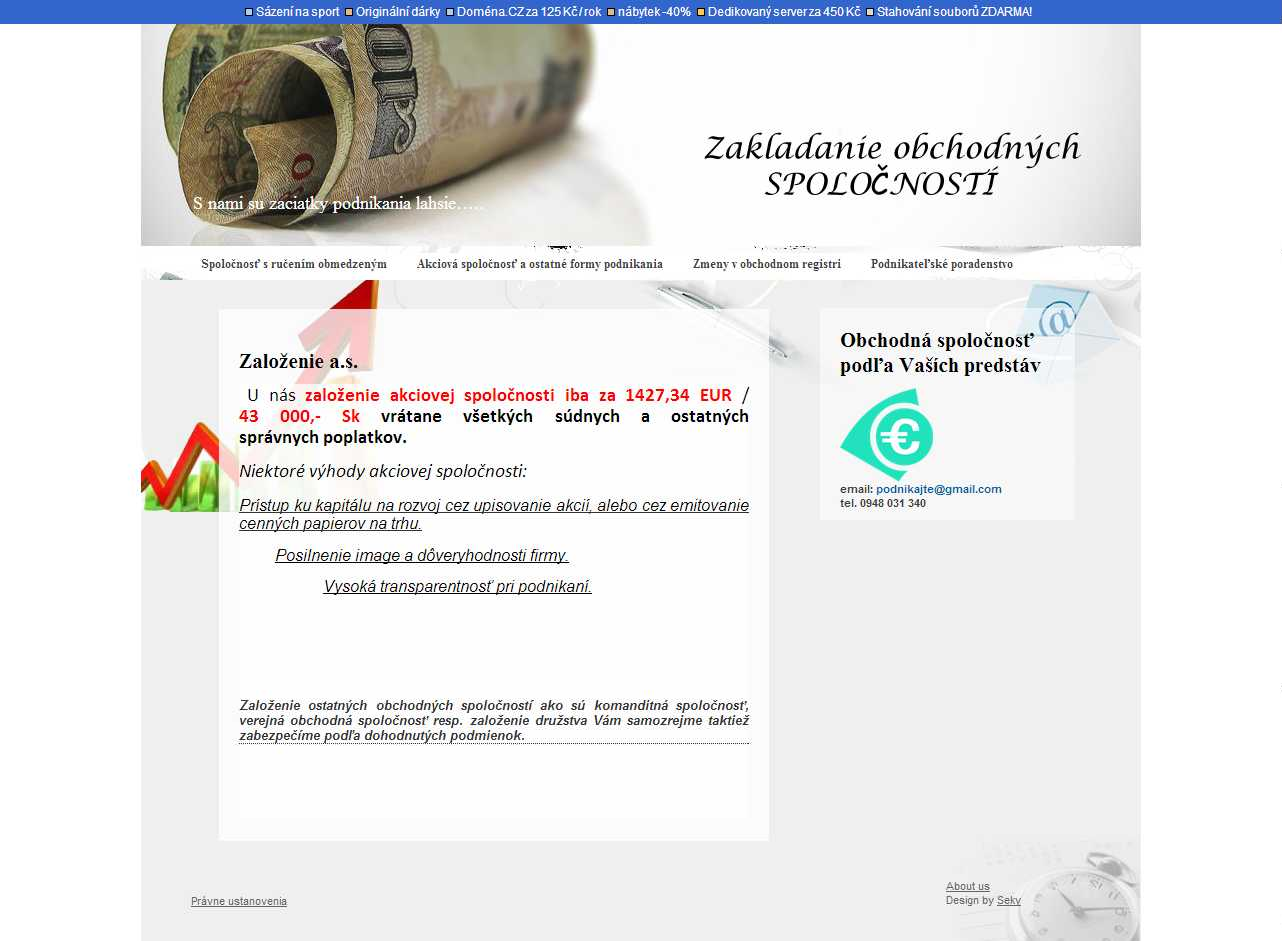 Sázení na sport Originální dárky Doména.CZ za 125 Kč / rok nábytek -40% Dedikovaný server za 450 Kč Stahování souborů ZDARMA!
Zakladanie obchodných
SPOLOČNOSTÍ
S nami su zaciatky podnikania lahsie.....
Spoločnosť s ručením obmedzeným Akciová spoločnosť a ostatné formy podnikania Zmeny v obchodnom registri Podnikateľské poradenstvo
Založenie a.s.
U nás založenie akciovej spoločnosti iba za 1427,34 EUR /
43 000,- Sk vrátane všetkých súdnych a ostatných
správnych poplatkov.
Niektoré výhody akciovej spoločnosti:
Prístup ku kapitálu na rozvoj cez upisovanie akcií, alebo cez emitovanie
cenných papierov na trhu.
Posilnenie image a dôveryhodnosti firmy.
Vysoká transparentnosť pri podnikaní.
Založenie ostatných obchodných spoločností ako sú komanditná spoločnosť,
verejná obchodná spoločnosť resp. založenie družstva Vám samozrejme taktiež
zabezpečíme podľa dohodnutých podmienok.
Obchodná spoločnosť
podľa Vaších predstáv
€
email: podnikajte@gmail.com
tel. 0948 031 340
Právne ustanovenia
About us
Design by Sekv